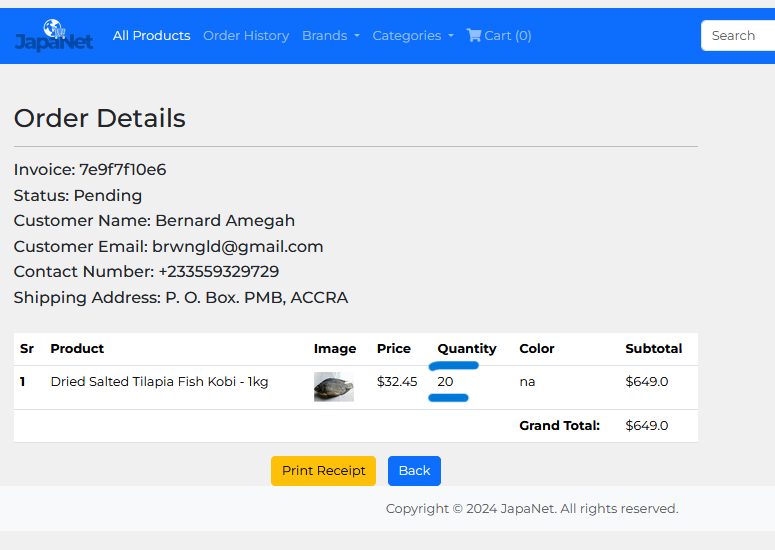 JapaNet All Products Order History Brands Categories Cart (0) Search
Order Details
Invoice: 7e9f7f10e6
Status: Pending
Customer Name: Bernard Amegah
Customer Email: brwngld@gmail.com
Contact Number: +233559329729
Shipping Address: P. O. Box. PMB, ACCRA
Sr Product Image Price Quantity Color Subtotal
1 Dried Salted Tilapia Fish Kobi - 1kg $32.45 20 na $649.0
Grand Total: $649.0
Print Receipt Back
Copyright © 2024 JapaNet. All rights reserved.